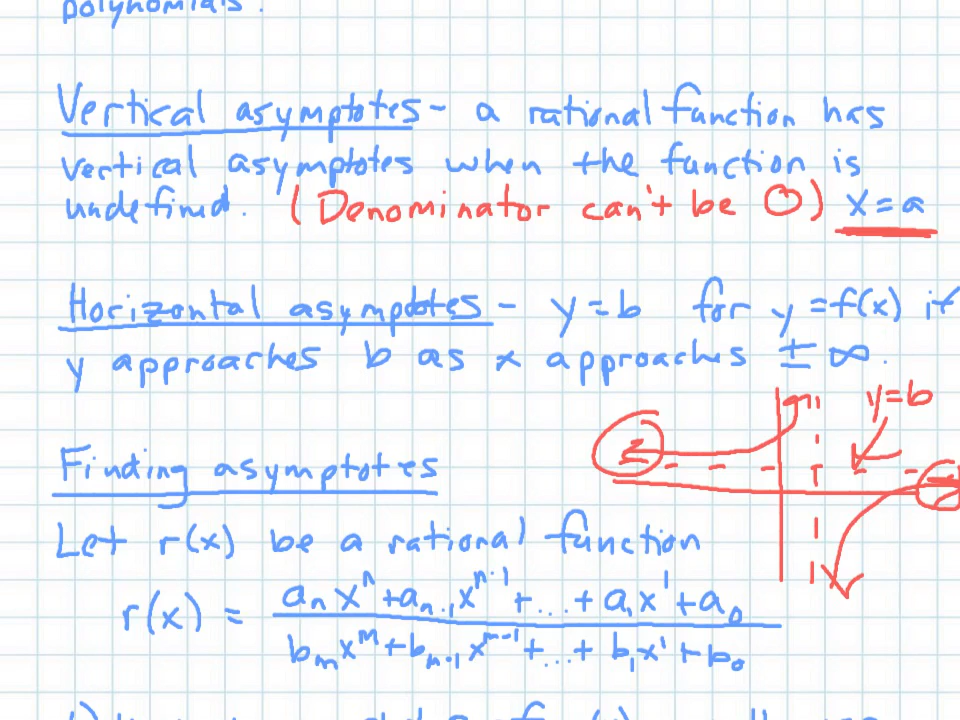 polynomials.
Vertical asymptotes - a rational function has
vertical asymptotes when the function is
undefined. (Denominator can't be 0) x = a
Horizontal asymptotes - y = b for y = f(x) if
y approaches b as x approaches ± ∞.
y = b
Finding asymptotes
Let r(x) be a rational function
r(x) = (a_n x^n + a_{n-1} x^{n-1} + ... + a_1 x^1 + a_0) / (b_m x^m + b_{m-1} x^{m-1} + ... + b_1 x^1 + b_0)